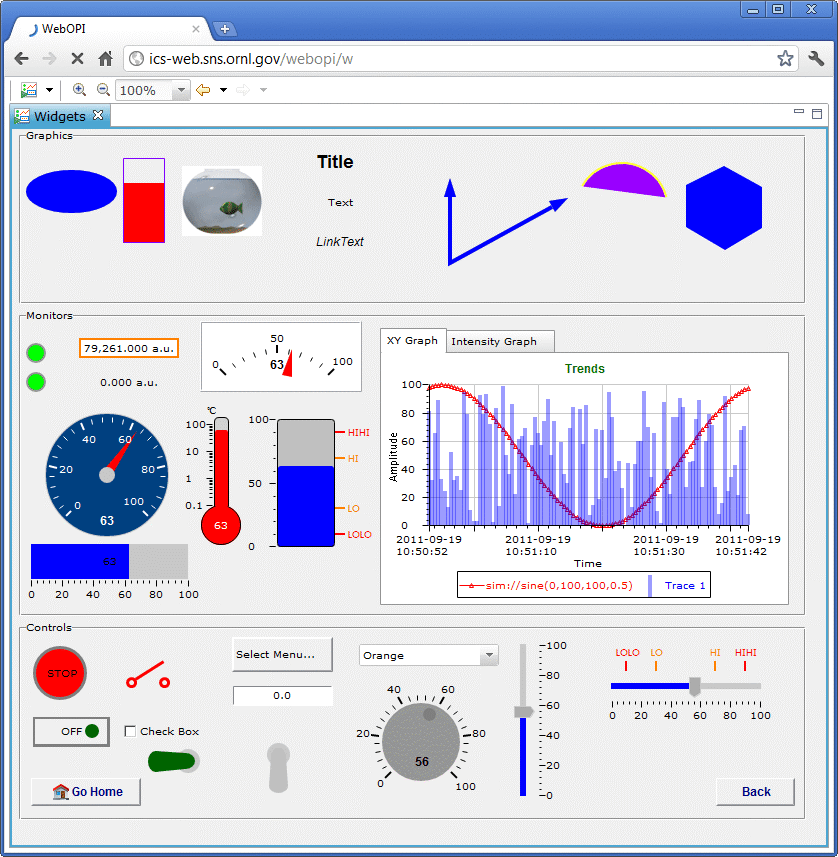 WebOPI
ics-web.sns.ornl.gov/webopi/w
100%
Widgets
Graphics
Title
Text
LinkText
Monitors
79,261.000 a.u.
0.000 a.u.
0 50 100
63
0 20 40 60 80 100
63
℃
100
10
1
0.1
63
100
50
0
HIHI
HI
LO
LOLO
63
0 20 40 60 80 100
XY Graph Intensity Graph
Trends
Amplitude
100
80
60
40
20
0
2011-09-19 2011-09-19 2011-09-19 2011-09-19
10:50:52 10:51:10 10:51:30 10:51:42
Time
sim://sine(0,100,100,0.5) Trace 1
Controls
STOP
Select Menu...
0.0
Orange
OFF
Check Box
0 20 40 60 80 100
56
100
80
60
40
20
0
LOLO LO HI HIHI
0 20 40 60 80 100
Go Home
Back